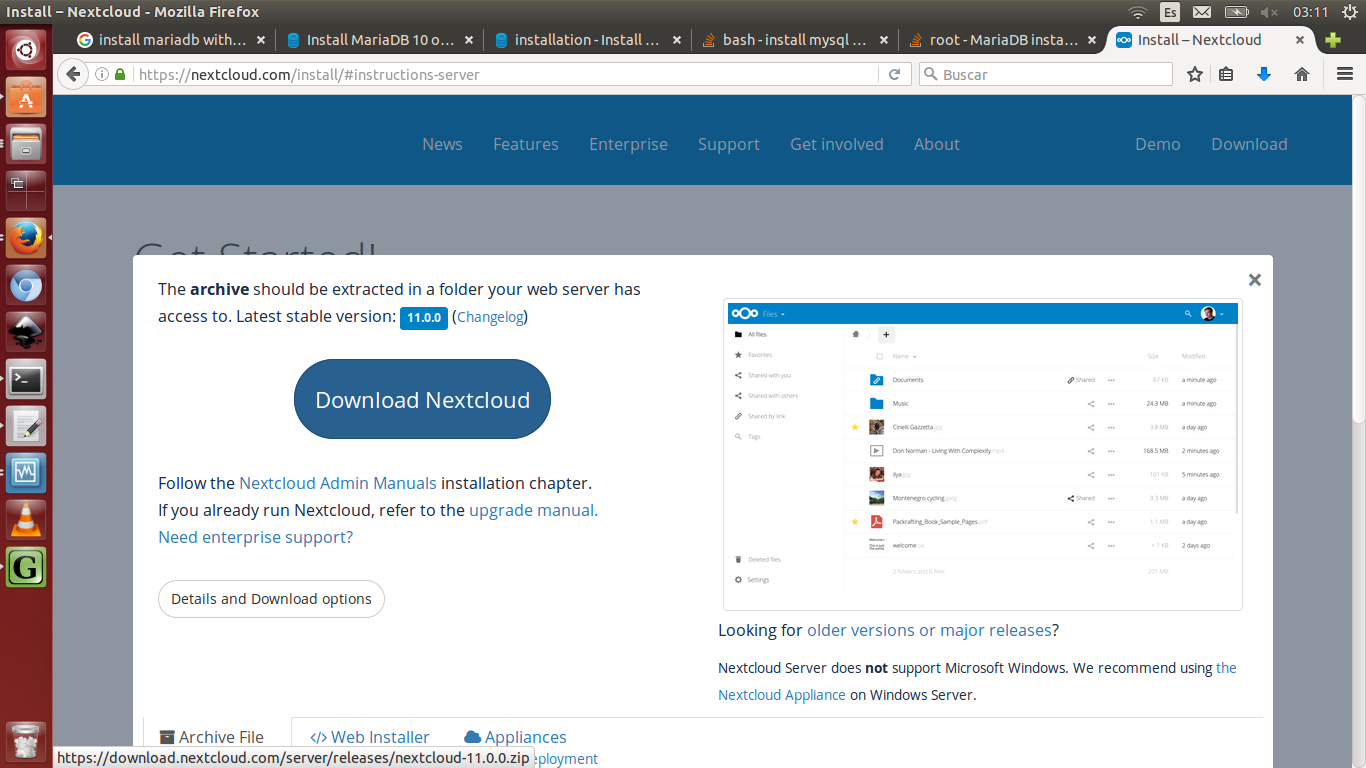 Install – Nextcloud - Mozilla Firefox
Es
03:11
install mariadb with...
Install MariaDB 10 o...
installation - Install ...
bash - install mysql ...
root - MariaDB insta...
Install – Nextcloud
https://nextcloud.com/install/#instructions-server
Buscar
News
Features
Enterprise
Support
Get involved
About
Demo
Download
Get Started!
The archive should be extracted in a folder your web server has
access to. Latest stable version: 11.0.0 (Changelog)
Download Nextcloud
Follow the Nextcloud Admin Manuals installation chapter.
If you already run Nextcloud, refer to the upgrade manual.
Need enterprise support?
Details and Download options
Files
All files
Favorites
Shared with you
Shared with others
Shared by link
Tags
Deleted files
Settings
Name
Size
Modified
Documents
Shared
67 KB
a minute ago
Music
24.3 MB
a minute ago
Cinelli Gazzetta.jpg
3.8 MB
a day ago
Don Norman - Living With Complexity.mp4
168.5 MB
2 minutes ago
ilya.jpg
101 KB
5 minutes ago
Montenegro cycling.jpeg
Shared
3.3 MB
a day ago
Packrafting_Book_Sample_Pages.pdf
1.1 MB
a day ago
welcome.txt
< 1 KB
2 days ago
2 folders and 6 files
201 MB
Looking for older versions or major releases?
Nextcloud Server does not support Microsoft Windows. We recommend using the
Nextcloud Appliance on Windows Server.
Archive File
</> Web Installer
Appliances
https://download.nextcloud.com/server/releases/nextcloud-11.0.0.zip
eployment